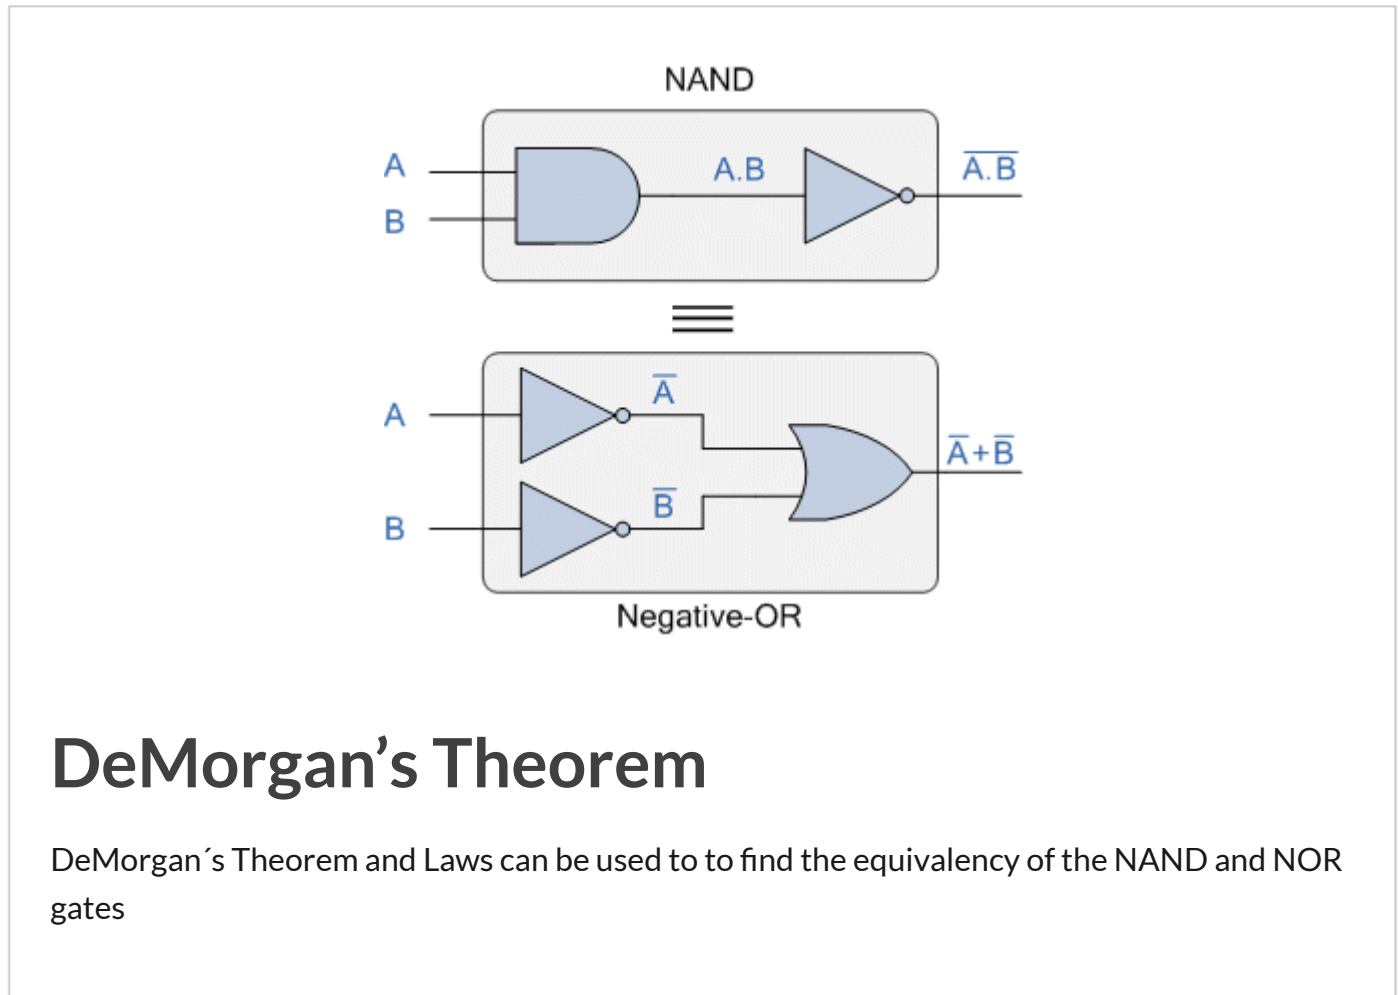 NAND
A
B
A.B
A̅.̅B̅
A
B
A̅
B̅
A̅+B̅
Negative-OR
DeMorgan’s Theorem
DeMorgan´s Theorem and Laws can be used to to find the equivalency of the NAND and NOR
gates